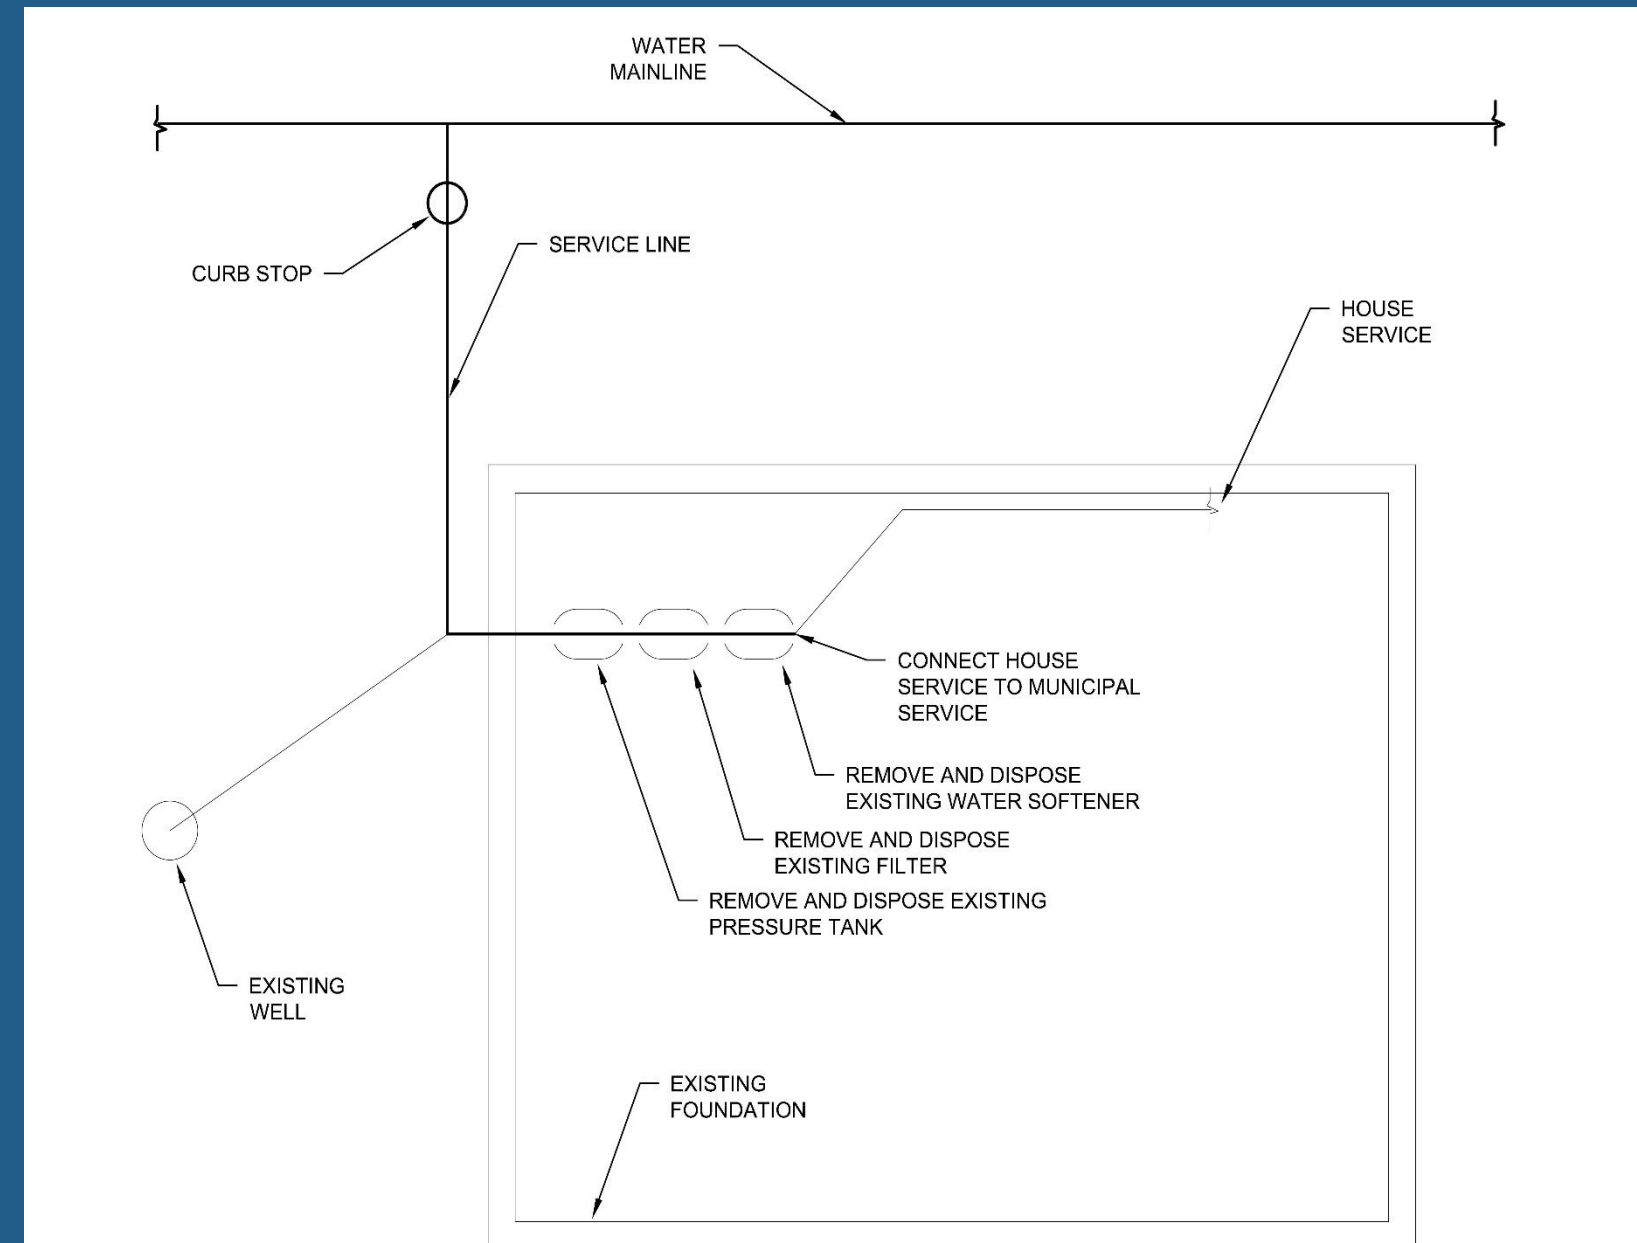 WATER
MAINLINE
SERVICE LINE
CURB STOP
HOUSE
SERVICE
CONNECT HOUSE
SERVICE TO MUNICIPAL
SERVICE
REMOVE AND DISPOSE
EXISTING WATER SOFTENER
REMOVE AND DISPOSE
EXISTING FILTER
REMOVE AND DISPOSE EXISTING
PRESSURE TANK
EXISTING
WELL
EXISTING
FOUNDATION